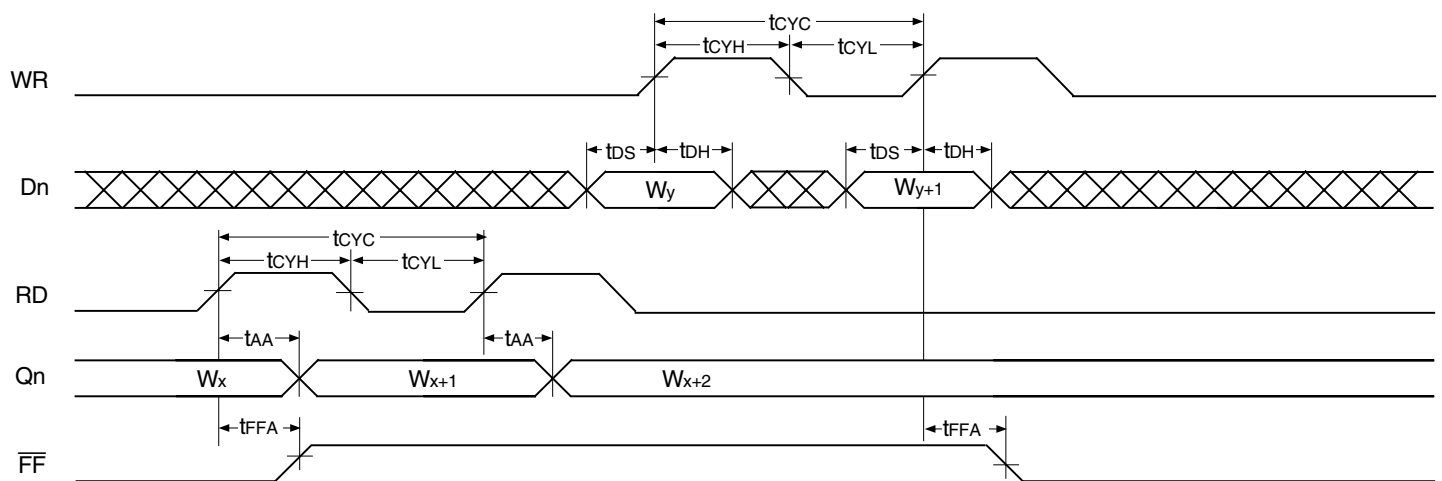 tCYC
tCYH tCYL
WR
tDS tDH tDS tDH
Dn Wy Wy+1
tCYC
tCYH tCYL
RD
tAA tAA
Qn Wx Wx+1 Wx+2
tFFA tFFA
F̅F̅